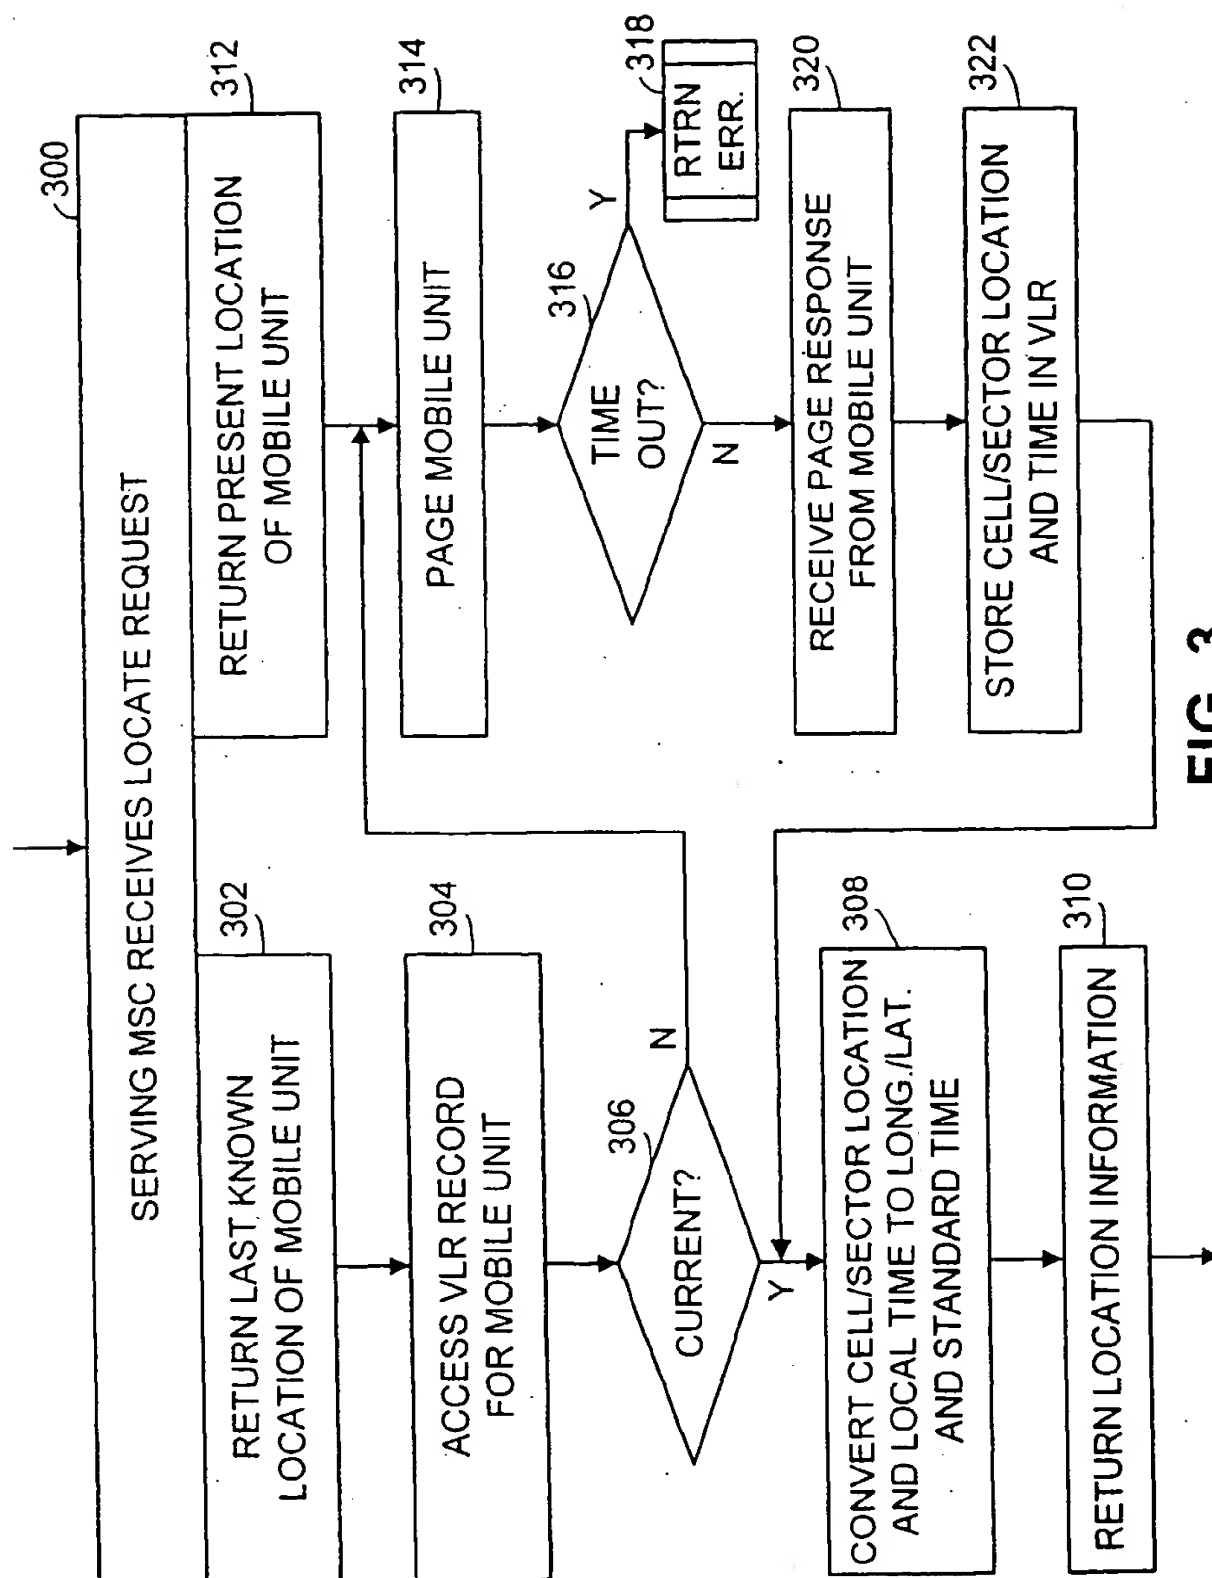 300
SERVING MSC RECEIVES LOCATE REQUEST
302
RETURN LAST KNOWN
LOCATION OF MOBILE UNIT
304
ACCESS VLR RECORD
FOR MOBILE UNIT
306
CURRENT?
N
Y
308
CONVERT CELL/SECTOR LOCATION
AND LOCAL TIME TO LONG./LAT.
AND STANDARD TIME
310
RETURN LOCATION INFORMATION
312
RETURN PRESENT LOCATION
OF MOBILE UNIT
314
PAGE MOBILE UNIT
316
TIME
OUT?
Y
N
318
RTRN
ERR.
320
RECEIVE PAGE RESPONSE
FROM MOBILE UNIT
322
STORE CELL/SECTOR LOCATION
AND TIME IN VLR
FIG. 3